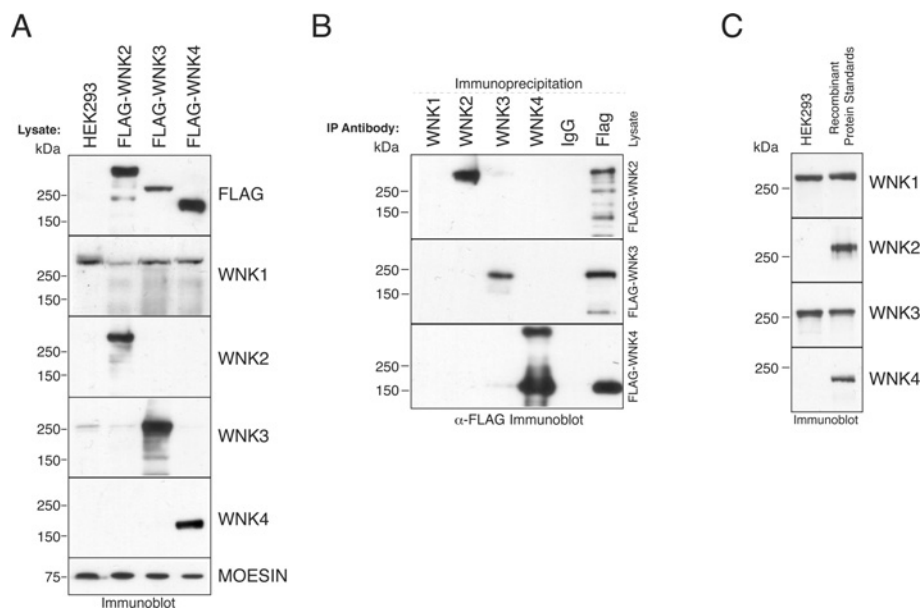 A
Lysate:
HEK293
FLAG-WNK2
FLAG-WNK3
FLAG-WNK4
kDa
250
150
FLAG
250
150
WNK1
250
150
WNK2
250
150
WNK3
250
150
WNK4
75
MOESIN
Immunoblot
B
Immunoprecipitation
IP Antibody:
WNK1
WNK2
WNK3
WNK4
IgG
Flag
Lysate
kDa
250
150
FLAG-WNK2
250
150
FLAG-WNK3
250
150
FLAG-WNK4
α-FLAG Immunoblot
C
HEK293
Recombinant
Protein Standards
kDa
250
WNK1
250
WNK2
250
WNK3
250
WNK4
Immunoblot